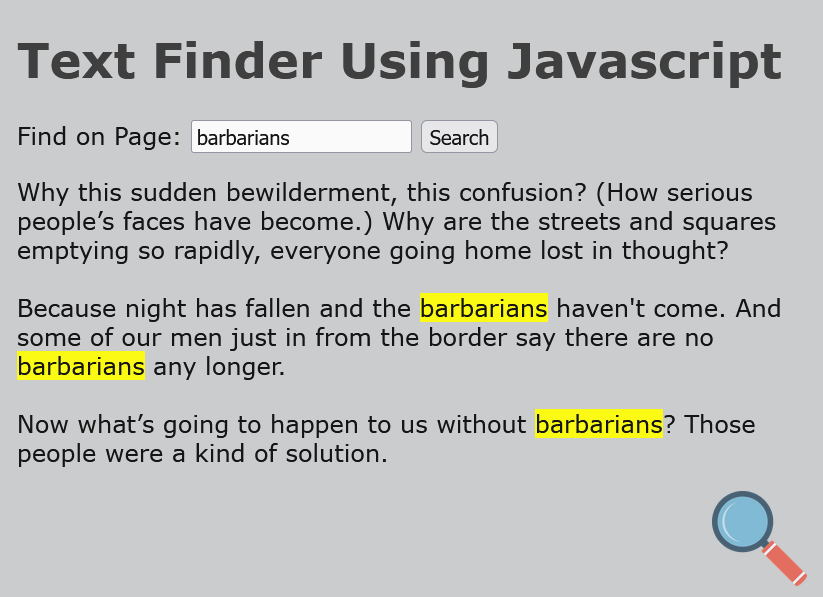 Text Finder Using Javascript
Find on Page: barbarians Search
Why this sudden bewilderment, this confusion? (How serious
people’s faces have become.) Why are the streets and squares
emptying so rapidly, everyone going home lost in thought?
Because night has fallen and the barbarians haven't come. And
some of our men just in from the border say there are no
barbarians any longer.
Now what’s going to happen to us without barbarians? Those
people were a kind of solution.